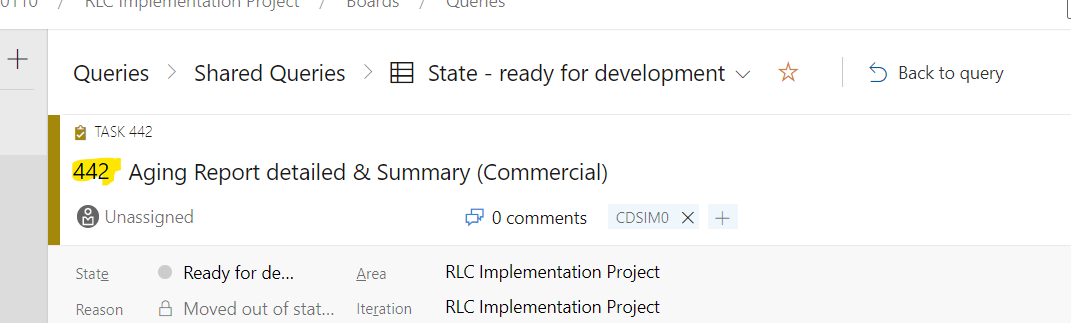 0110 / RLC Implementation Project / Boards / Queries
Queries > Shared Queries > State - ready for development Back to query
TASK 442
442 Aging Report detailed & Summary (Commercial)
Unassigned 0 comments CDSIM0
State Ready for de... Area RLC Implementation Project
Reason Moved out of stat... Iteration RLC Implementation Project